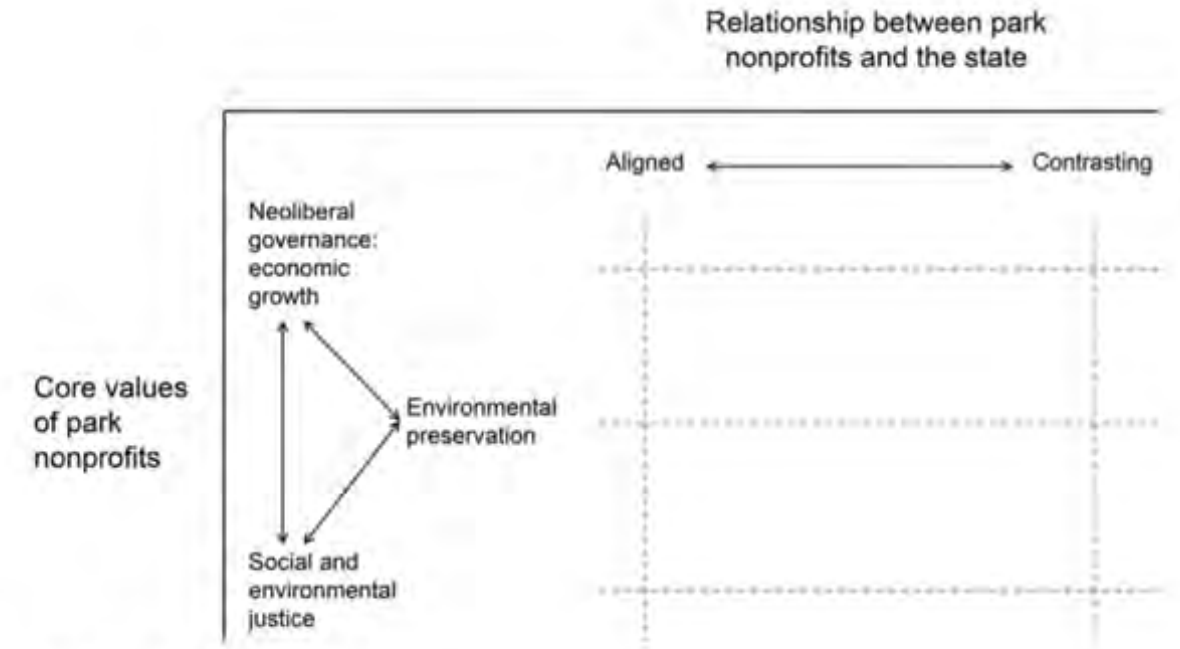 Relationship between park
nonprofits and the state
Aligned
Contrasting
Neoliberal
governance:
economic
growth
Core values
of park
nonprofits
Environmental
preservation
Social and
environmental
justice